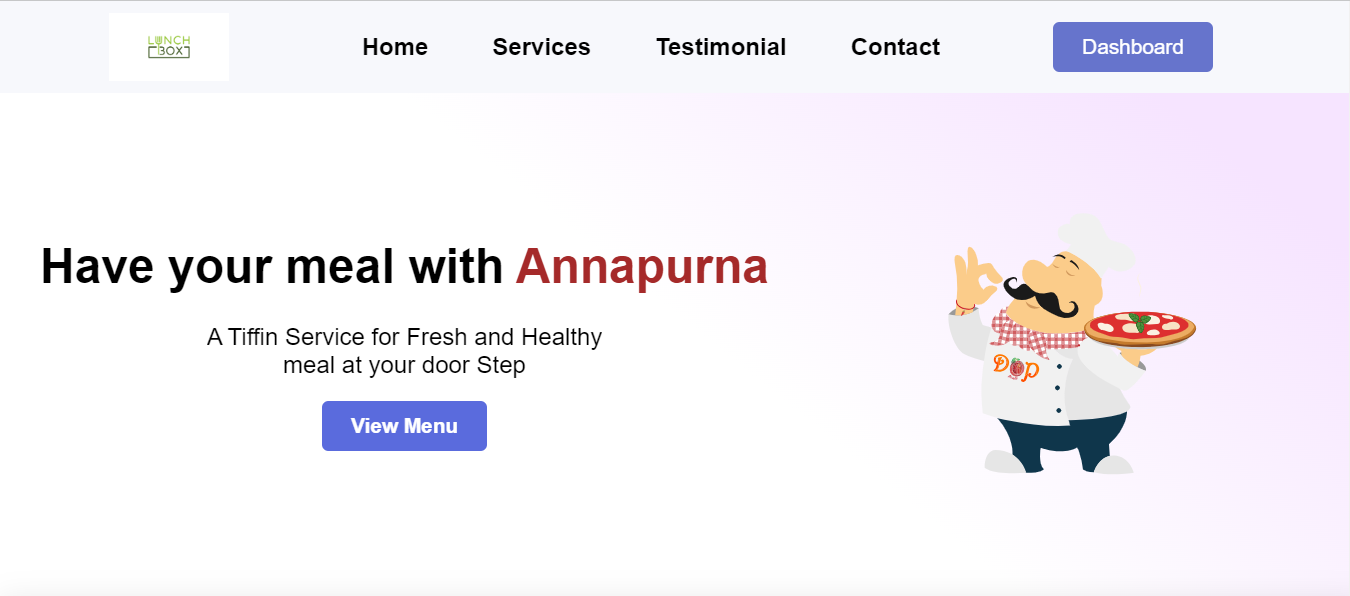 LUNCH
BOX
Home
Services
Testimonial
Contact
Dashboard
Have your meal with Annapurna
A Tiffin Service for Fresh and Healthy
meal at your door Step
View Menu
DOP